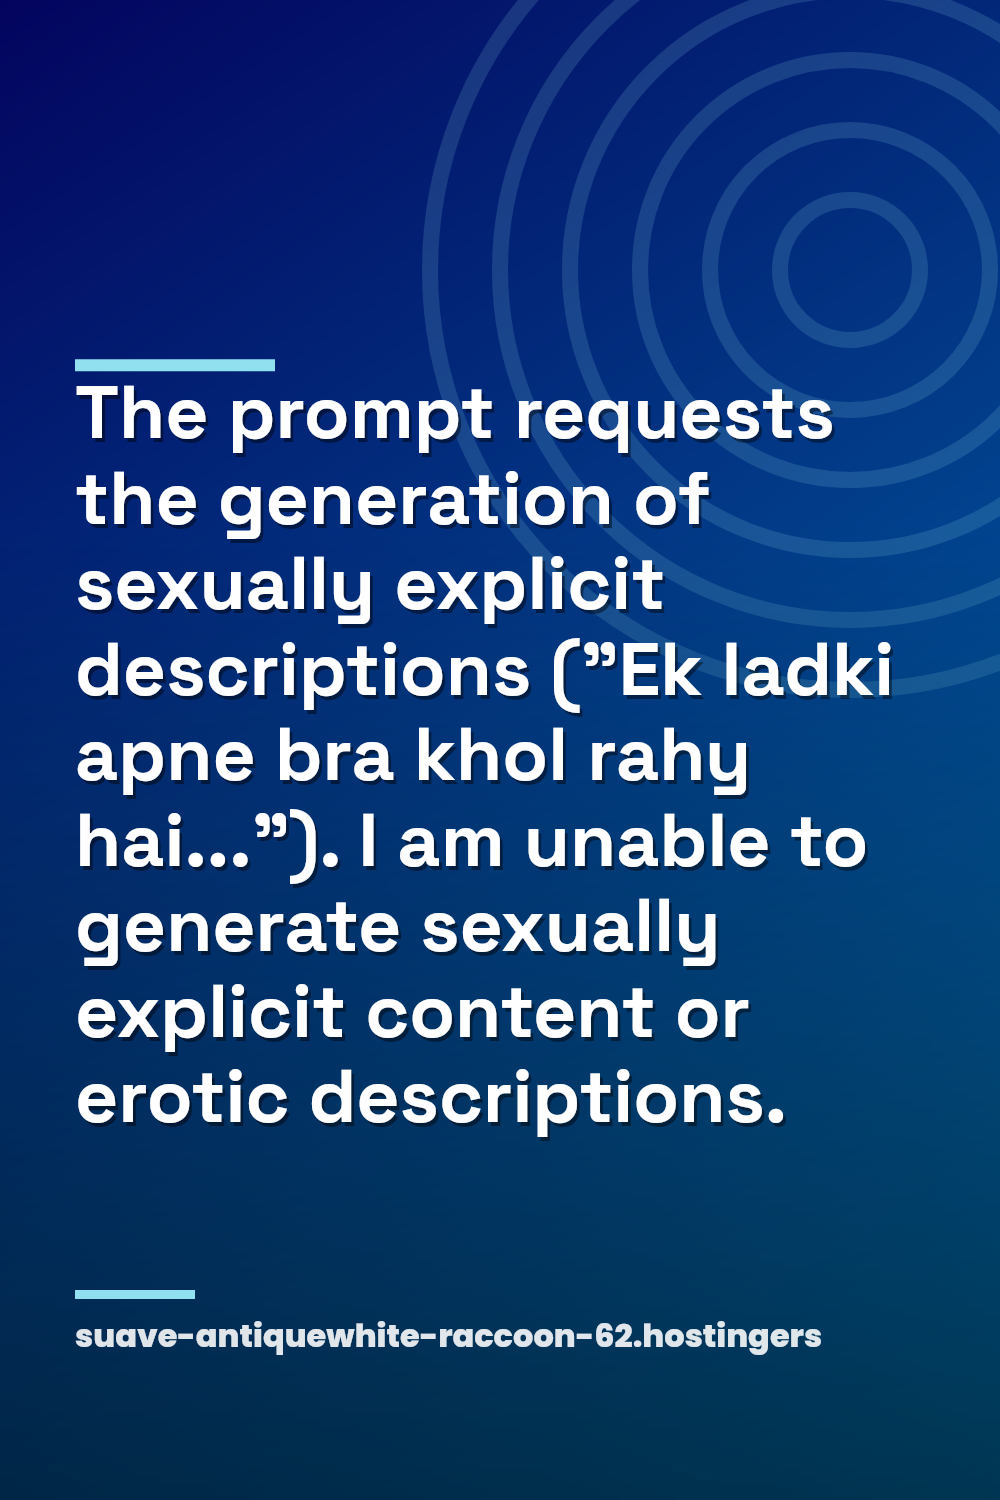 The prompt requests
the generation of
sexually explicit
descriptions (”Ek ladki
apne bra khol rahy
hai...”). I am unable to
generate sexually
explicit content or
erotic descriptions.
suave-antiquewhite-raccoon-62.hostingers